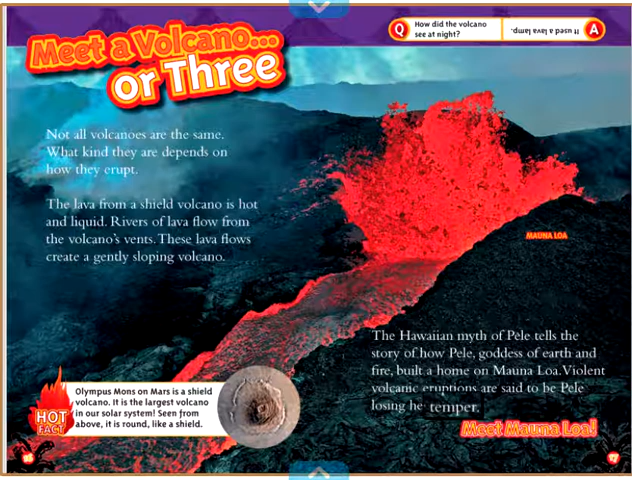 Meet a Volcano...
or Three
Q
How did the volcano
see at night?
It used a lava lamp.
A
Not all volcanoes are the same.
What kind they are depends on
how they erupt.
The lava from a shield volcano is hot
and liquid. Rivers of lava flow from
the volcano's vents. These lava flows
create a gently sloping volcano.
MAUNA LOA
The Hawaiian myth of Pele tells the
story of how Pele, goddess of earth and
fire, built a home on Mauna Loa. Violent
volcanic eruptions are said to be Pele
losing he temper.
Meet Mauna Loa!
HOT
FACT
Olympus Mons on Mars is a shield
volcano. It is the largest volcano
in our solar system! Seen from
above, it is round, like a shield.
16
17